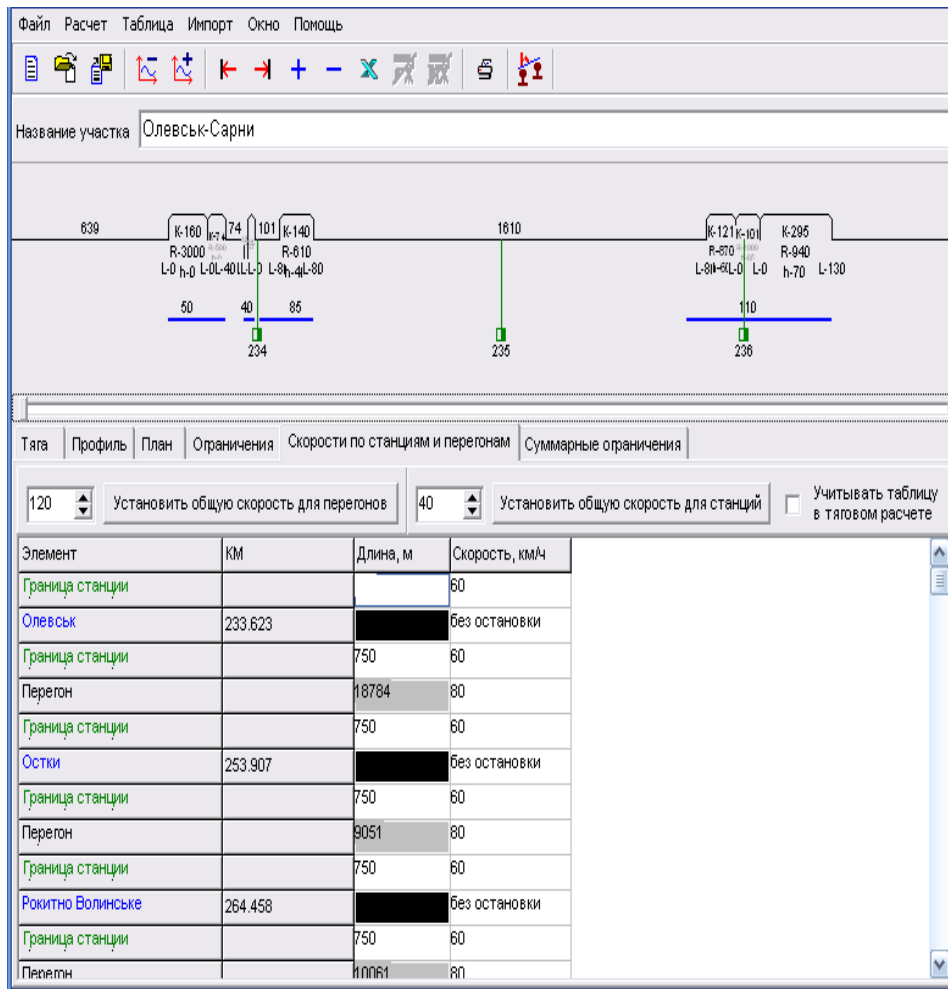 Файл Расчет Таблица Импорт Окно Помощь
Название участка Олевськ-Сарни
639 K-160 K-7 74 101 K-140 1610 K-121 K-101 K-295
R-3000 R-610 R-870 R-940
L-0 h-0 L-0 L-40 L-80 L-0 L-0 h-70 L-130
50 40 85 110
234 235 236
Тяга Профиль План Ограничения Скорости по станциям и перегонам Суммарные ограничения
120 Установить общую скорость для перегонов 40 Установить общую скорость для станций Учитывать таблицу
в тяговом расчете
Элемент КМ Длина, м Скорость, км/ч
Граница станции 60
Олевськ 233.623 без остановки
Граница станции 750 60
Перегон 18784 80
Граница станции 750 60
Остки 253.907 без остановки
Граница станции 750 60
Перегон 9051 80
Граница станции 750 60
Рокитно Волинське 264.458 без остановки
Граница станции 750 60
Перегон 10061 80